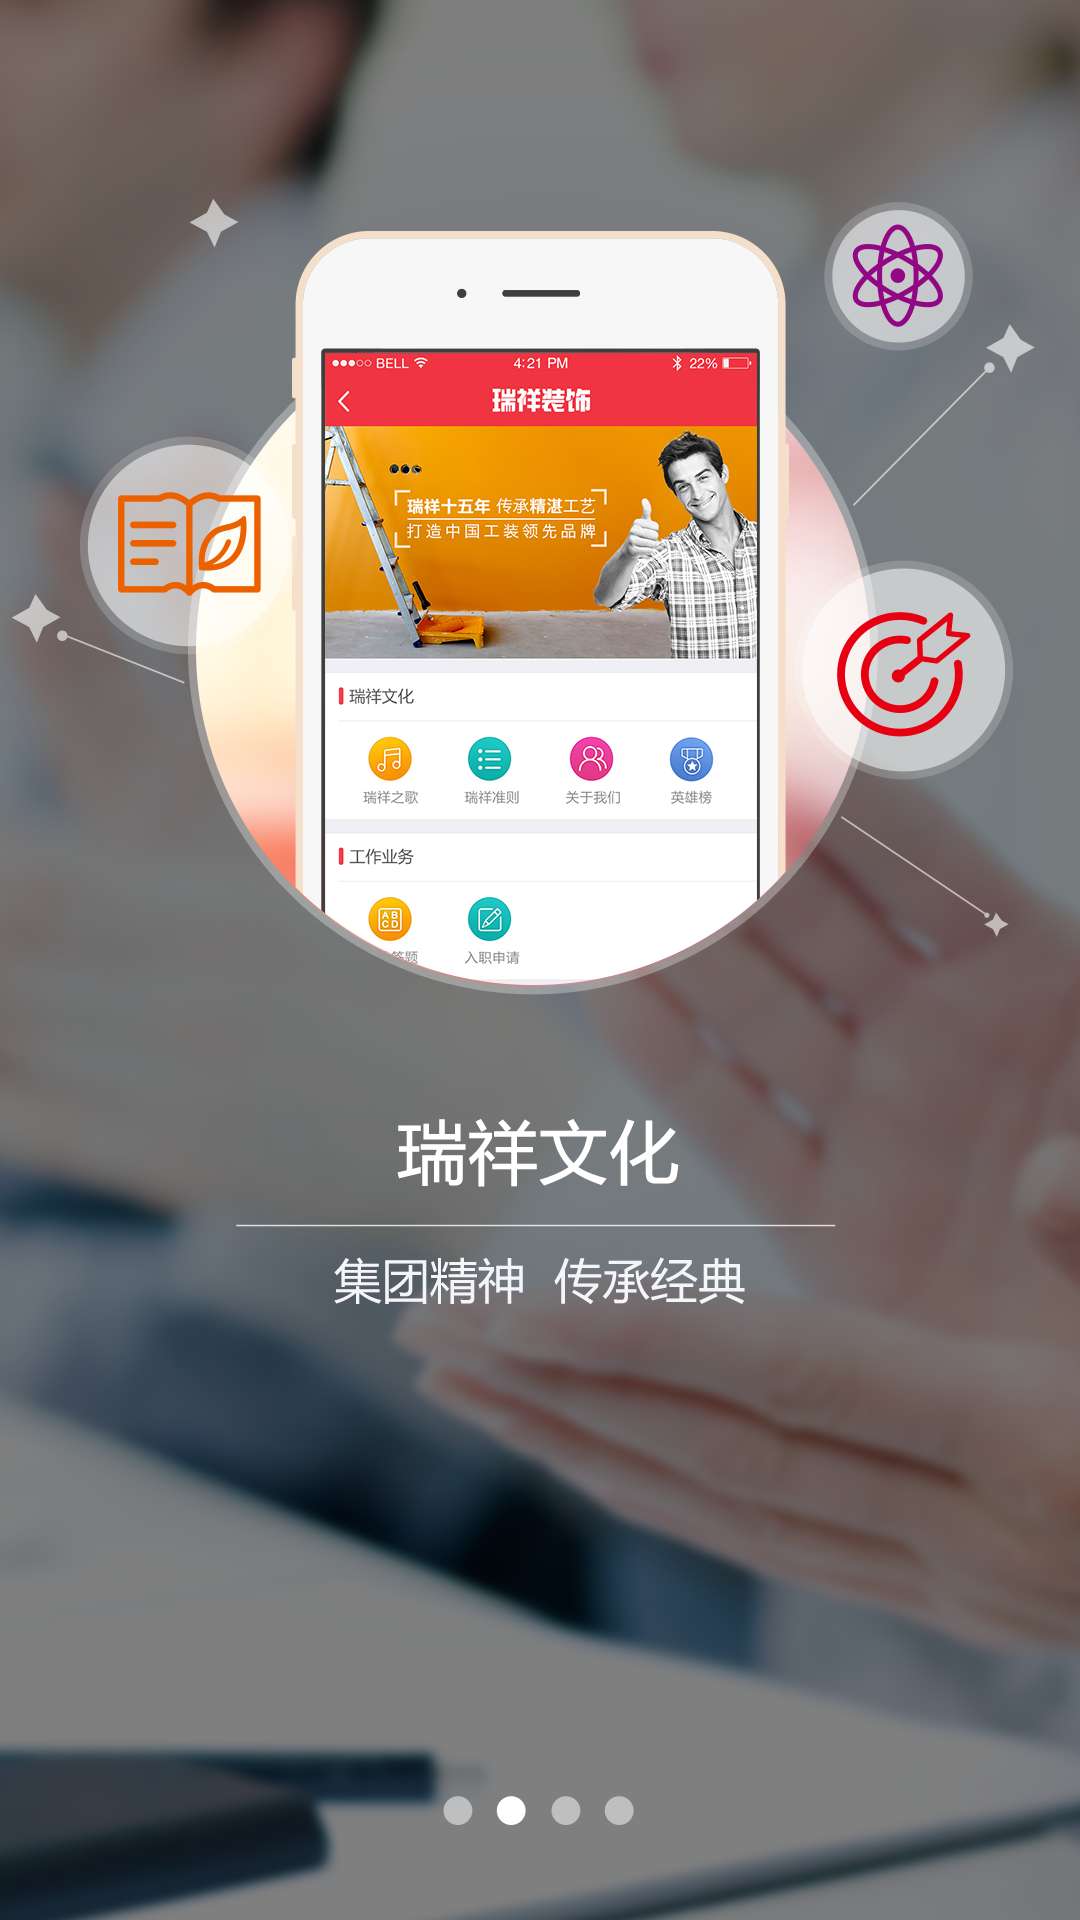 BELL 4:21 PM 22%
瑞祥装饰
瑞祥十五年 传承精湛工艺
打造中国工装领先品牌
瑞祥文化
瑞祥之歌 瑞祥准则 关于我们 英雄榜
工作业务
AB
CD
答题 入职申请
瑞祥文化
集团精神 传承经典